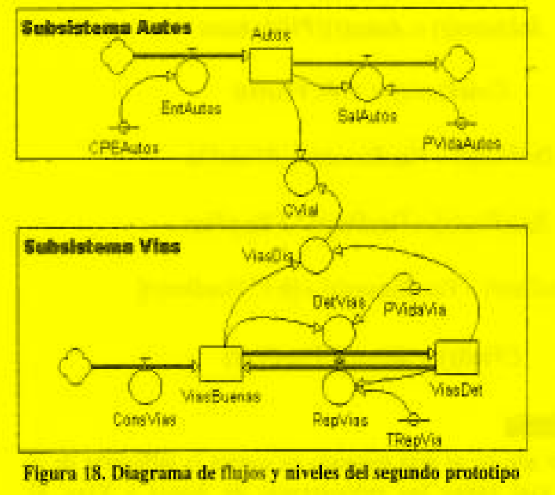 Subsistema Autos
Autos
EntAutos
SalAutos
CPEAutos
PVidaAutos
CVial
Subsistema Vías
ViasDis
DetVias
PVidaVia
ViasBuenas
ViasDet
ConsVias
RepVias
TRepVia
Figura 18. Diagrama de flujos y niveles del segundo prototipo